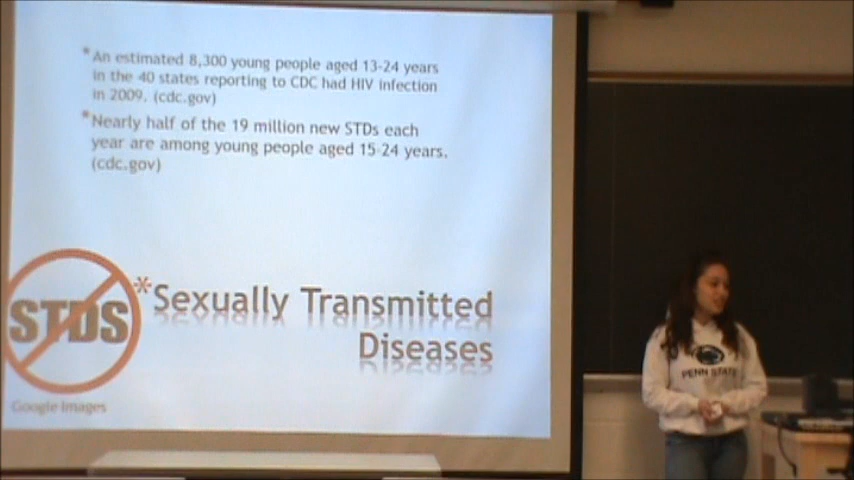 *An estimated 8,300 young people aged 13-24 years
in the 40 states reporting to CDC had HIV infection
in 2009. (cdc.gov)
*Nearly half of the 19 million new STDs each
year are among young people aged 15-24 years.
(cdc.gov)
*Sexually Transmitted
Diseases
STDS
Google Images
PENN STATE